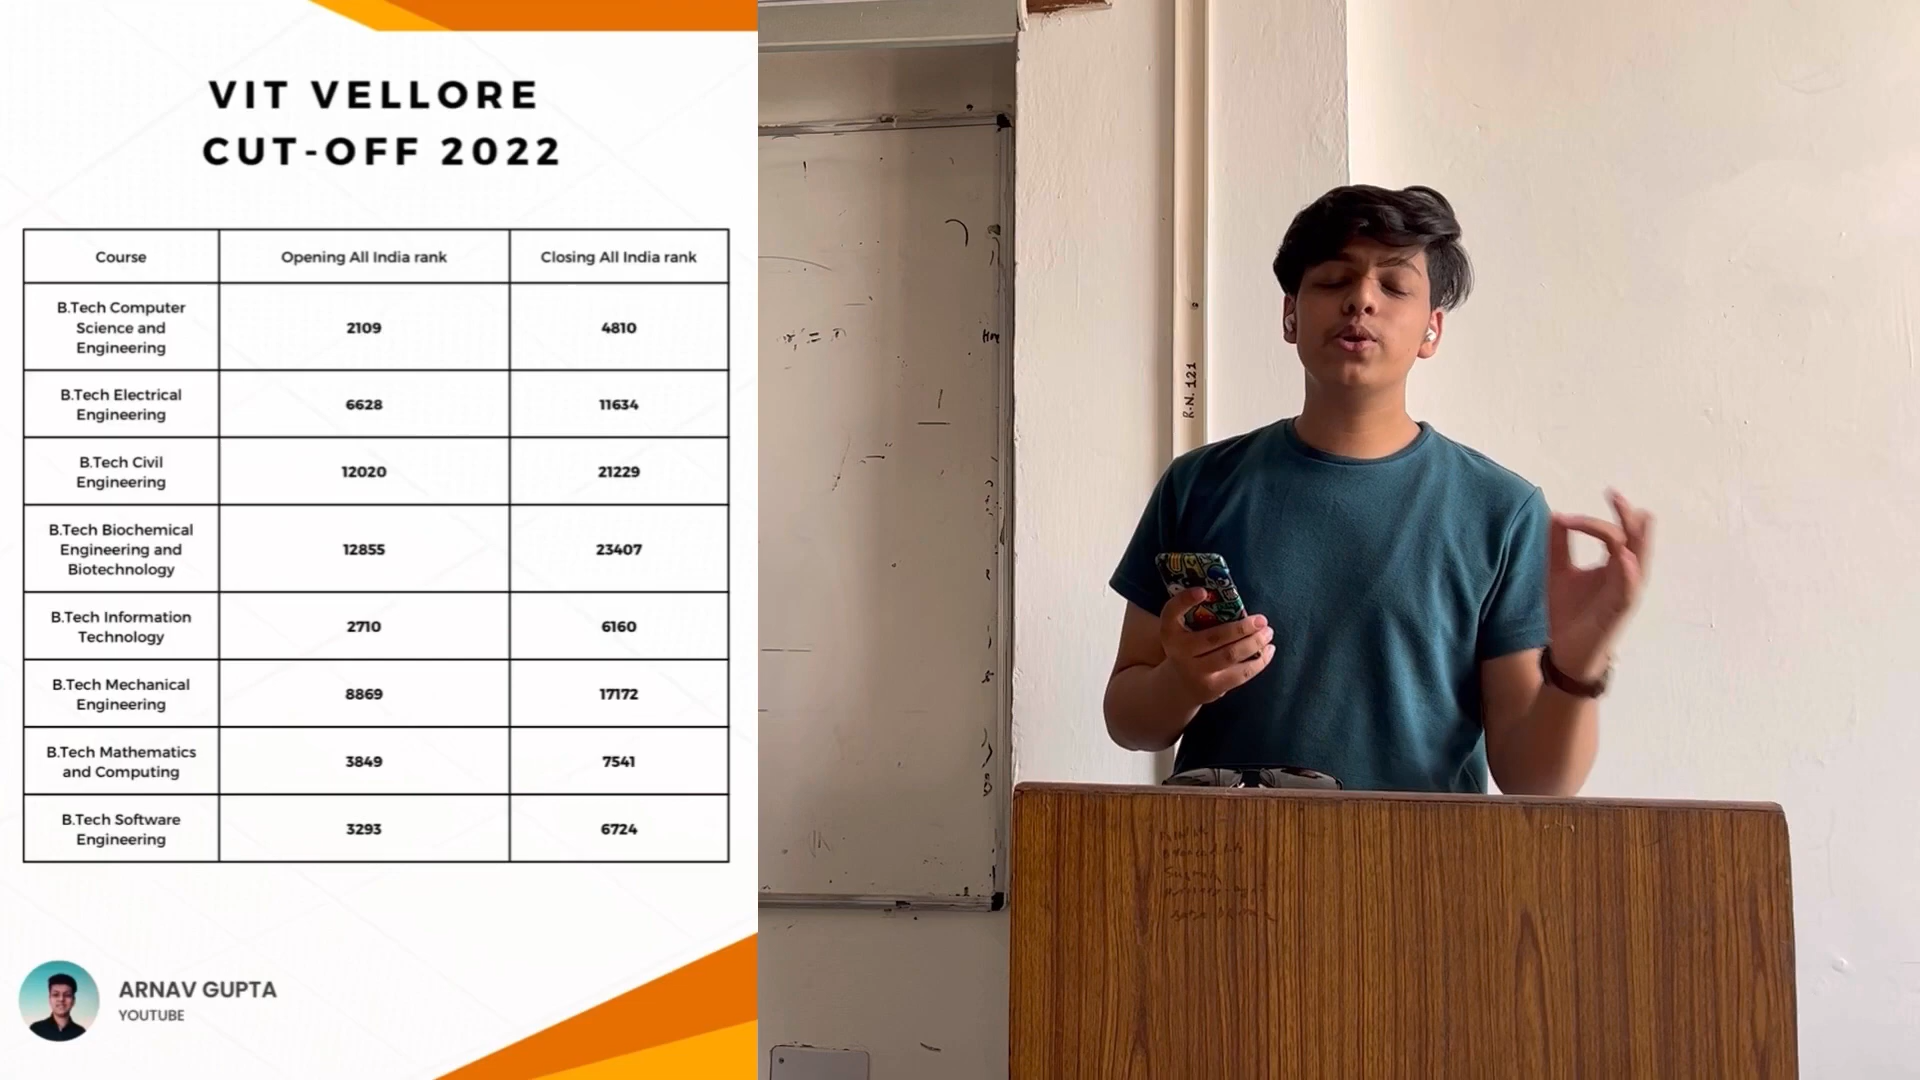 VIT VELLORE
CUT-OFF 2022
Course Opening All India rank Closing All India rank
B.Tech Computer
Science and
Engineering
2109 4810
B.Tech Electrical
Engineering
6628 11634
B.Tech Civil
Engineering
12020 21229
B.Tech Biochemical
Engineering and
Biotechnology
12855 23407
B.Tech Information
Technology
2710 6160
B.Tech Mechanical
Engineering
8869 17172
B.Tech Mathematics
and Computing
3849 7541
B.Tech Software
Engineering
3293 6724
ARNAV GUPTA
YOUTUBE
R.N. 121